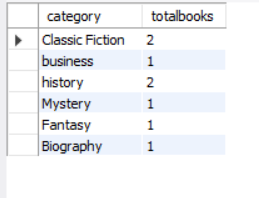 category totalbooks
Classic Fiction 2
business 1
history 2
Mystery 1
Fantasy 1
Biography 1